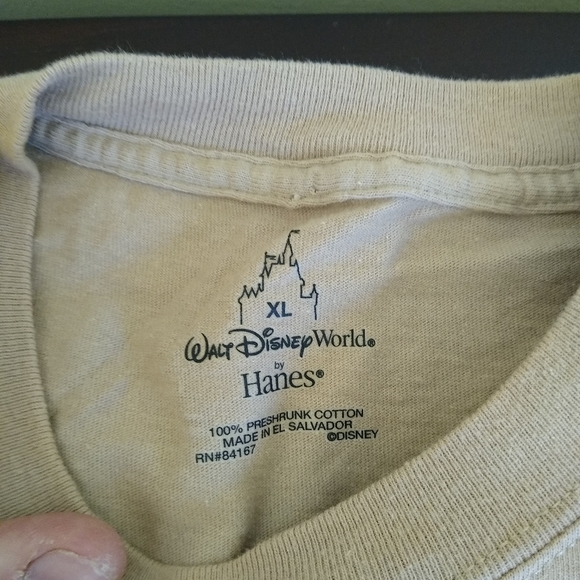 XL
Walt Disney World®
by
Hanes®
100% PRESHRUNK COTTON
MADE IN EL SALVADOR
RN#84167 ©DISNEY